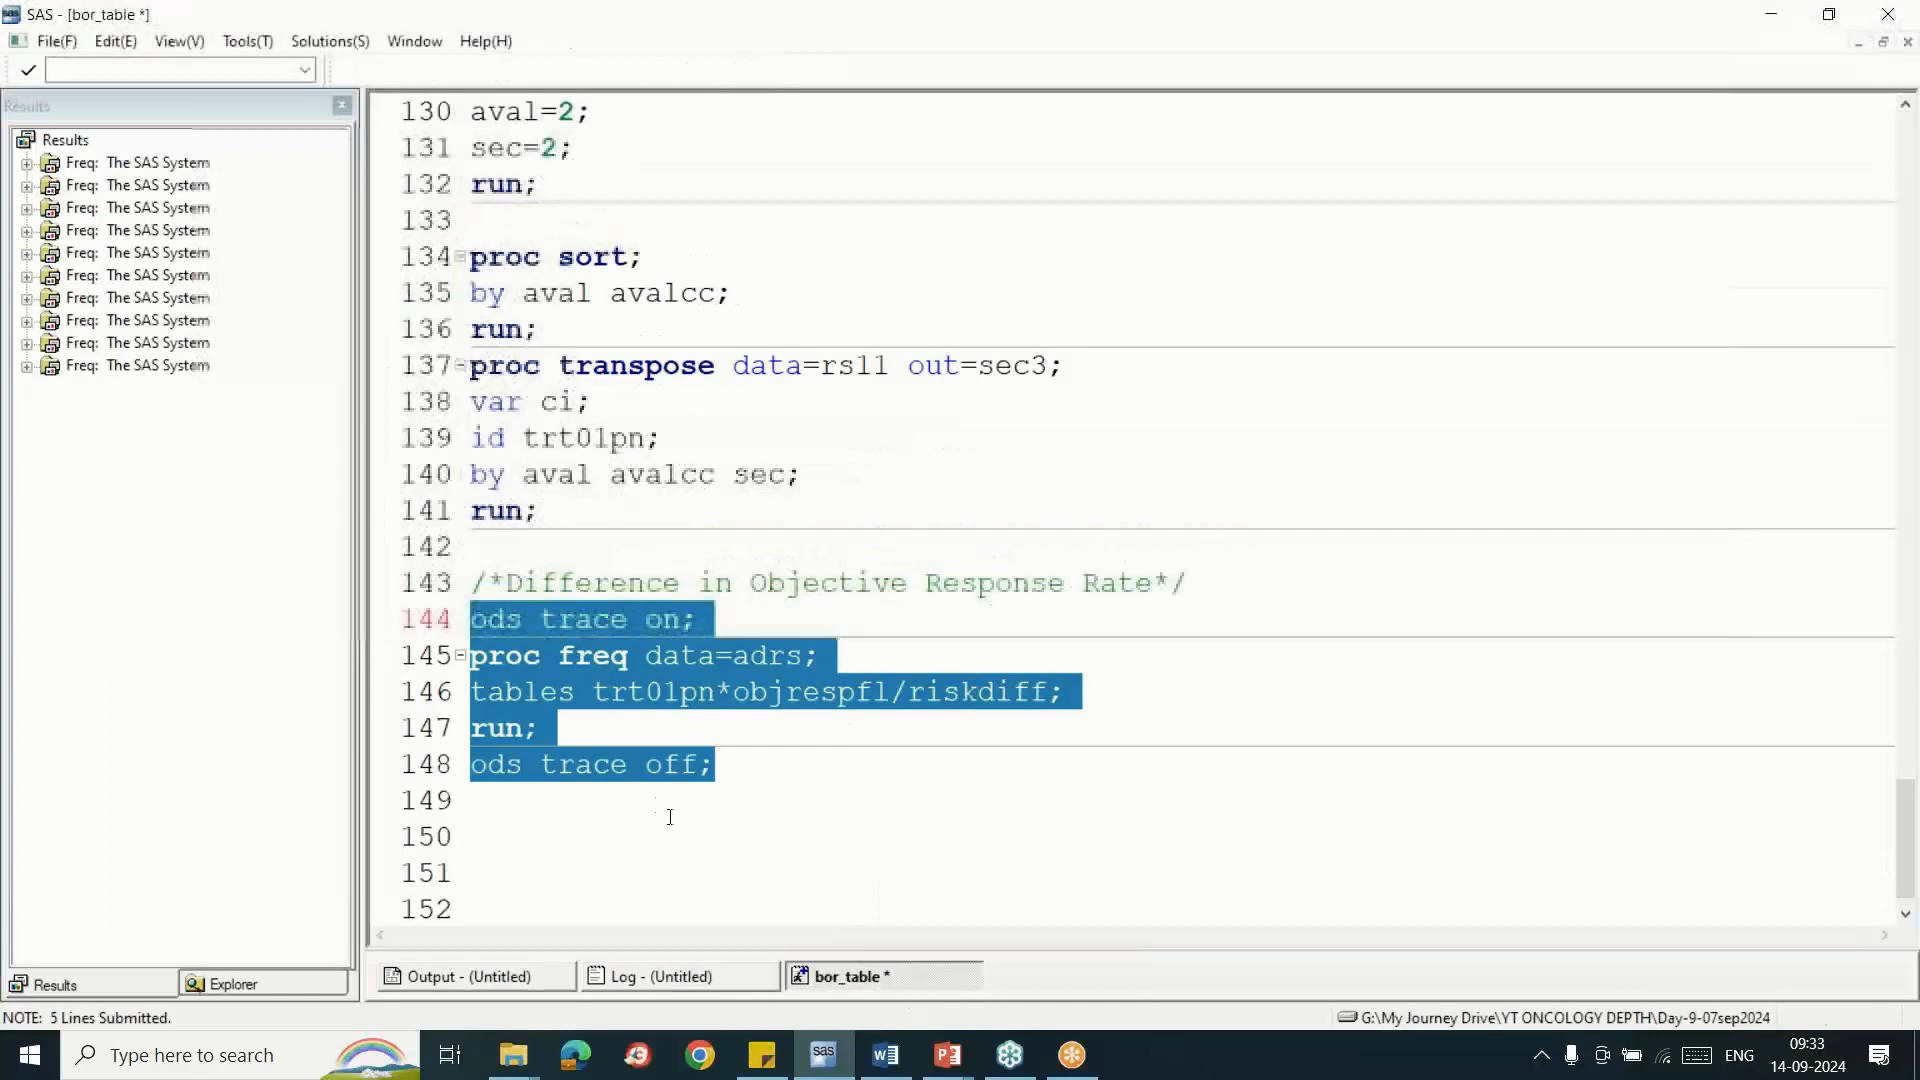 SAS - [bor_table *]
File(F) Edit(E) View(V) Tools(T) Solutions(S) Window Help(H)
Results
Results
Freq: The SAS System
Freq: The SAS System
Freq: The SAS System
Freq: The SAS System
Freq: The SAS System
Freq: The SAS System
Freq: The SAS System
Freq: The SAS System
Freq: The SAS System
Freq: The SAS System
130 aval=2;
131 sec=2;
132 run;
133
134 proc sort;
135 by aval avalcc;
136 run;
137 proc transpose data=rs11 out=sec3;
138 var ci;
139 id trt01pn;
140 by aval avalcc sec;
141 run;
142
143 /*Difference in Objective Response Rate*/
144 ods trace on;
145 proc freq data=adrs;
146 tables trt01pn*objrespfl/riskdiff;
147 run;
148 ods trace off;
149
150
151
152
Results Explorer
Output - (Untitled) Log - (Untitled) bor_table *
NOTE: 5 Lines Submitted.
G:\My Journey Drive\YT ONCOLOGY DEPTH\Day-9-07sep2024
Type here to search
sas
ENG
09:33
14-09-2024